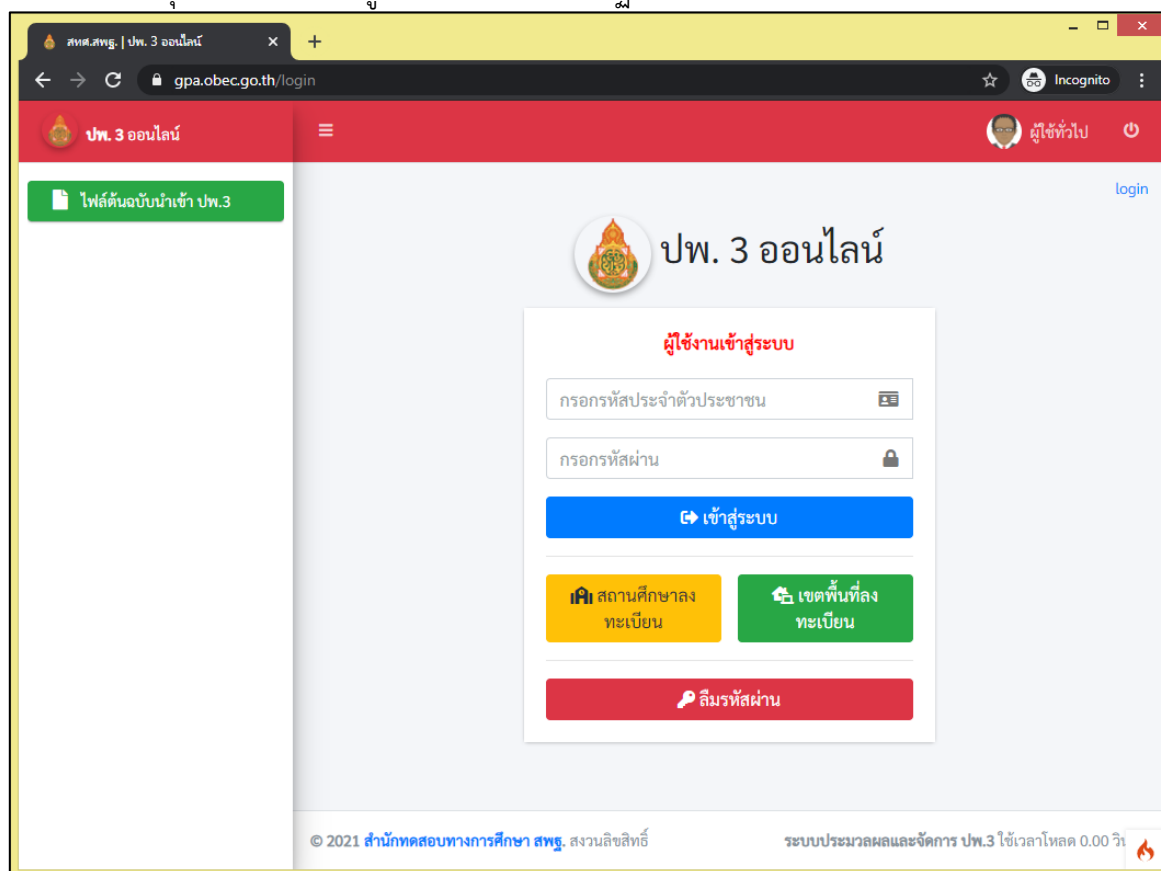 สทศ.สพฐ. | ปพ. 3 ออนไลน์
gpa.obec.go.th/login
Incognito
ปพ. 3 ออนไลน์
ผู้ใช้ทั่วไป
ไฟล์ต้นฉบับนำเข้า ปพ.3
login
ปพ. 3 ออนไลน์
ผู้ใช้งานเข้าสู่ระบบ
กรอกรหัสประจำตัวประชาชน
กรอกรหัสผ่าน
เข้าสู่ระบบ
สถานศึกษาลง
ทะเบียน
เขตพื้นที่ลง
ทะเบียน
ลืมรหัสผ่าน
© 2021 สำนักทดสอบทางการศึกษา สพฐ. สงวนลิขสิทธิ์
ระบบประมวลผลและจัดการ ปพ.3 ใช้เวลาโหลด 0.00